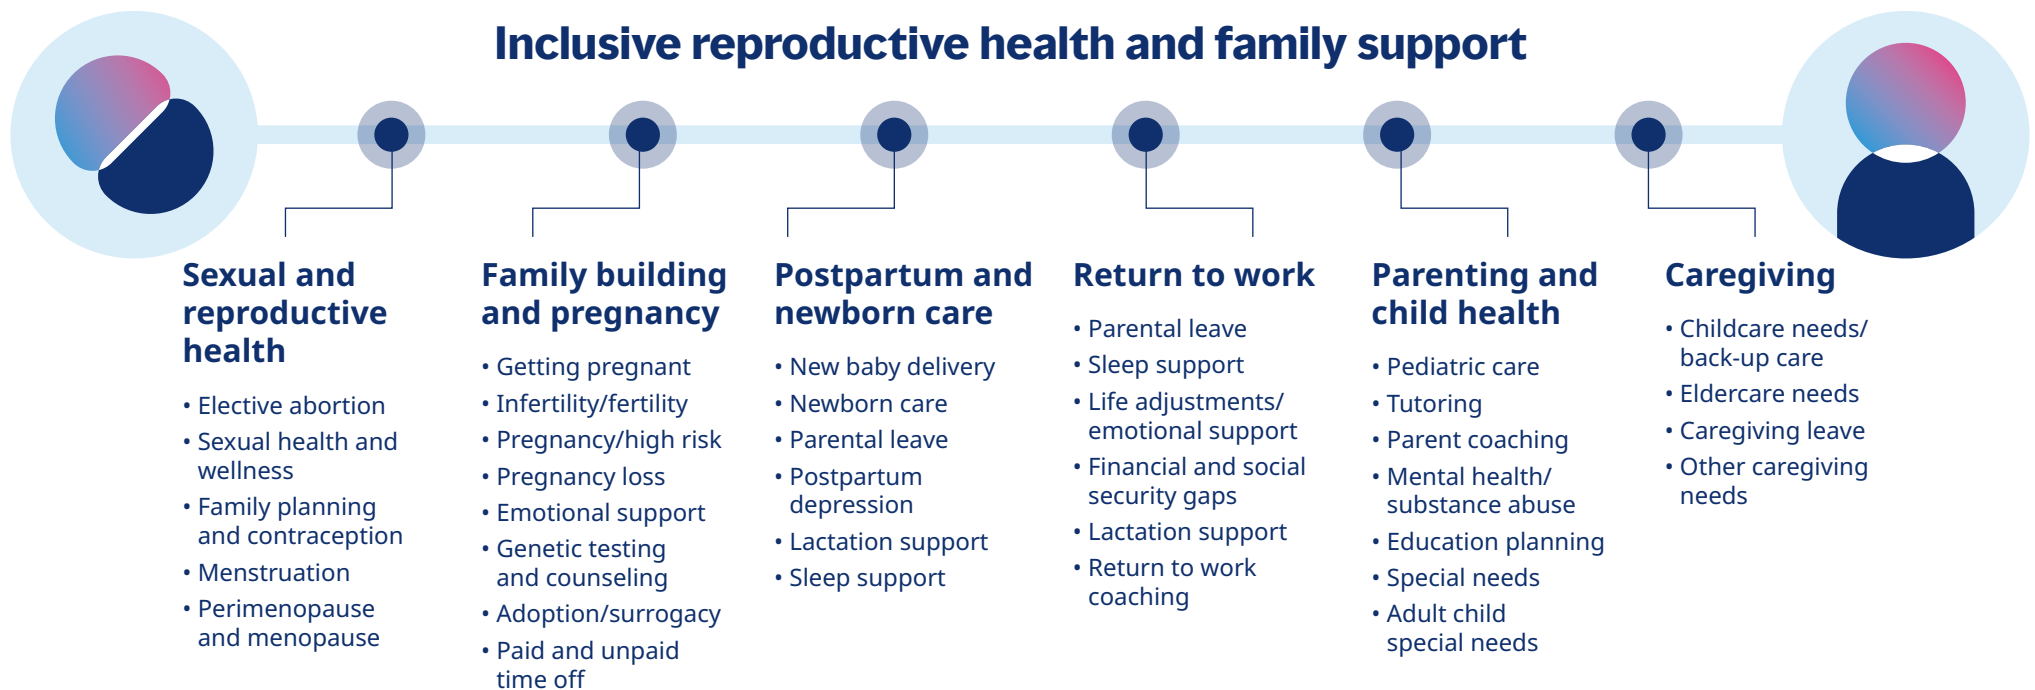 Inclusive reproductive health and family support
Sexual and
reproductive
health
• Elective abortion
• Sexual health and
wellness
• Family planning
and contraception
• Menstruation
• Perimenopause
and menopause
Family building
and pregnancy
• Getting pregnant
• Infertility/fertility
• Pregnancy/high risk
• Pregnancy loss
• Emotional support
• Genetic testing
and counseling
• Adoption/surrogacy
• Paid and unpaid
time off
Postpartum and
newborn care
• New baby delivery
• Newborn care
• Parental leave
• Postpartum
depression
• Lactation support
• Sleep support
Return to work
• Parental leave
• Sleep support
• Life adjustments/
emotional support
• Financial and social
security gaps
• Lactation support
• Return to work
coaching
Parenting and
child health
• Pediatric care
• Tutoring
• Parent coaching
• Mental health/
substance abuse
• Education planning
• Special needs
• Adult child
special needs
Caregiving
• Childcare needs/
back-up care
• Eldercare needs
• Caregiving leave
• Other caregiving
needs